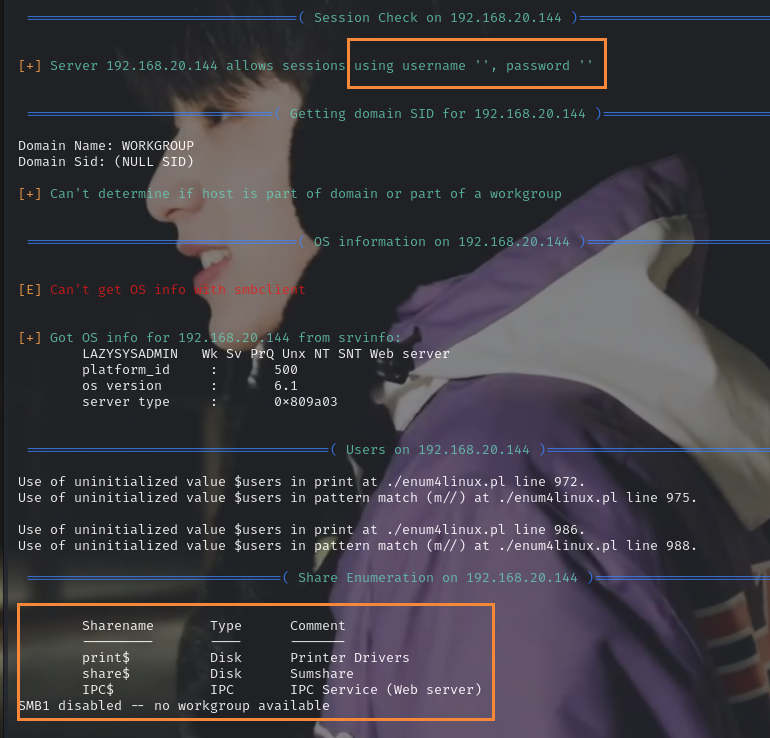 ( Session Check on 192.168.20.144 )
[+] Server 192.168.20.144 allows sessions using username '', password ''
( Getting domain SID for 192.168.20.144 )
Domain Name: WORKGROUP
Domain Sid: (NULL SID)
[+] Can't determine if host is part of domain or part of a workgroup
( OS information on 192.168.20.144 )
[E] Can't get OS info with smbclient
[+] Got OS info for 192.168.20.144 from srvinfo:
LAZYSYSADMIN   Wk Sv PrQ Unx NT SNT Web server
platform_id     :       500
os version      :       6.1
server type     :       0×809a03
( Users on 192.168.20.144 )
Use of uninitialized value $users in print at ./enum4linux.pl line 972.
Use of uninitialized value $users in pattern match (m//) at ./enum4linux.pl line 975.
Use of uninitialized value $users in print at ./enum4linux.pl line 986.
Use of uninitialized value $users in pattern match (m//) at ./enum4linux.pl line 988.
( Share Enumeration on 192.168.20.144 )
Sharename       Type      Comment
print$          Disk      Printer Drivers
share$          Disk      Sumshare
IPC$            IPC       IPC Service (Web server)
SMB1 disabled -- no workgroup available